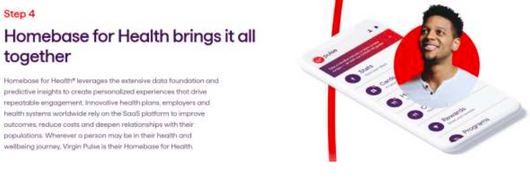 Step 4
Homebase for Health brings it all
together
Homebase for Health® leverages the extensive data foundation and
predictive insights to create personalized experiences that drive
repeatable engagement. Innovative health plans, employers and
health systems worldwide rely on the SaaS platform to improve
outcomes, reduce costs and deepen relationships with their
populations. Wherever a person may be in their health and
wellbeing journey, Virgin Pulse is their Homebase for Health.
pulse
Stats
Rewards
Programs